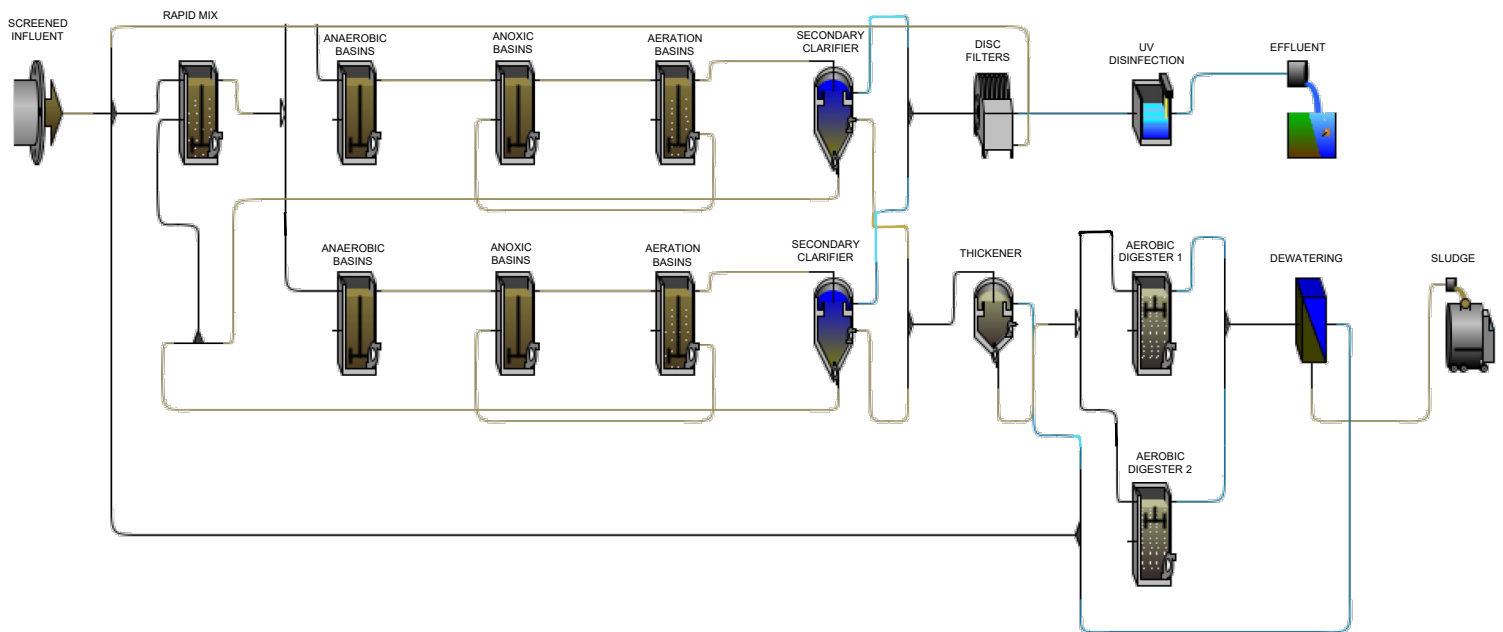 SCREENED
INFLUENT
RAPID MIX
ANAEROBIC
BASINS
ANOXIC
BASINS
AERATION
BASINS
SECONDARY
CLARIFIER
DISC
FILTERS
UV
DISINFECTION
EFFLUENT
ANAEROBIC
BASINS
ANOXIC
BASINS
AERATION
BASINS
SECONDARY
CLARIFIER
THICKENER
AEROBIC
DIGESTER 1
DEWATERING
SLUDGE
AEROBIC
DIGESTER 2